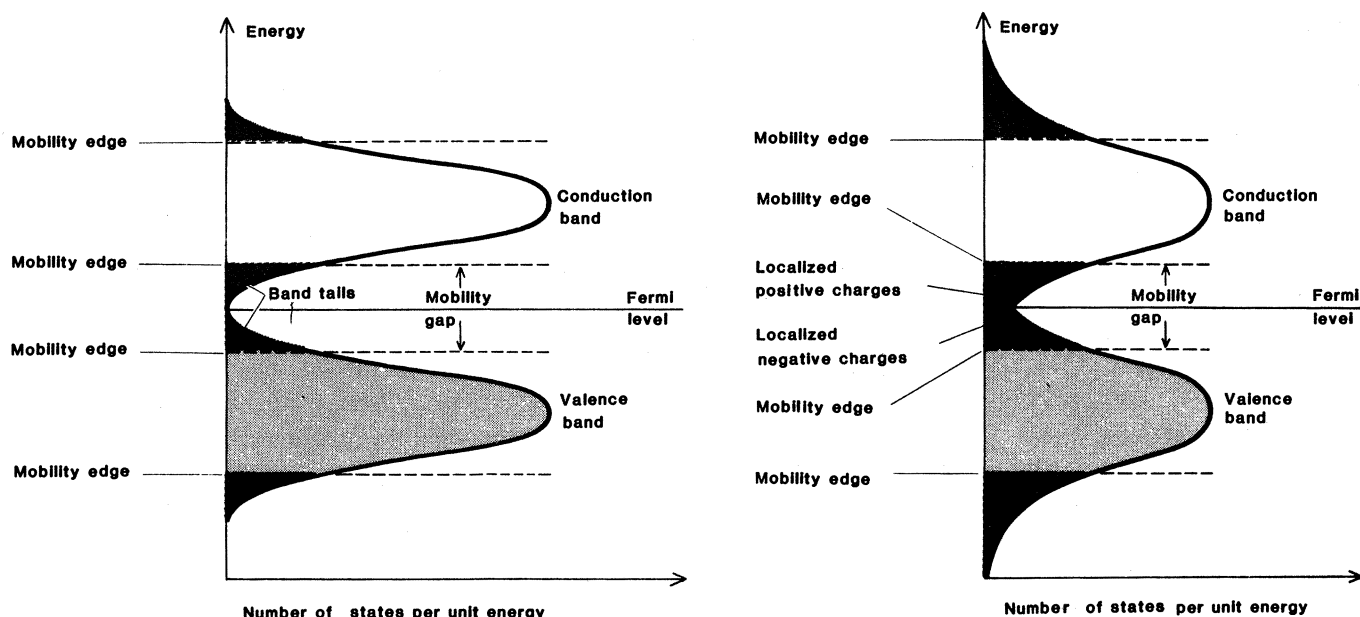 Energy
Mobility edge
Conduction
band
Mobility edge
Band tails
Mobility
gap
Fermi
level
Mobility edge
Valence
band
Mobility edge
Number of states per unit energy
Energy
Mobility edge
Mobility edge
Conduction
band
Localized
positive charges
Mobility
gap
Fermi
level
Localized
negative charges
Mobility edge
Valence
band
Mobility edge
Number of states per unit energy